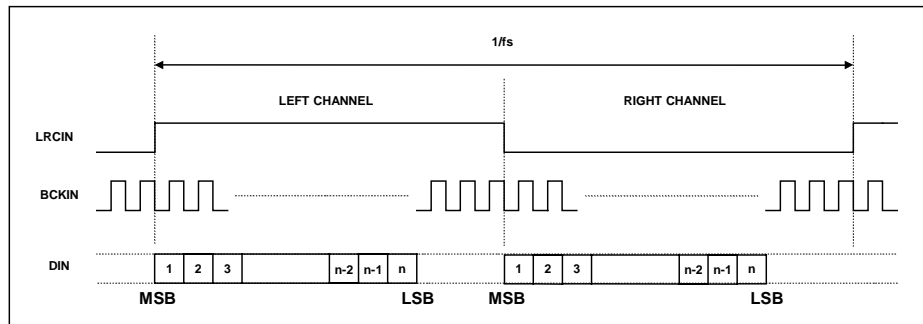 1/fs
LEFT CHANNEL RIGHT CHANNEL
LRCIN
BCKIN
DIN 1 2 3 n-2 n-1 n 1 2 3 n-2 n-1 n
MSB LSB MSB LSB